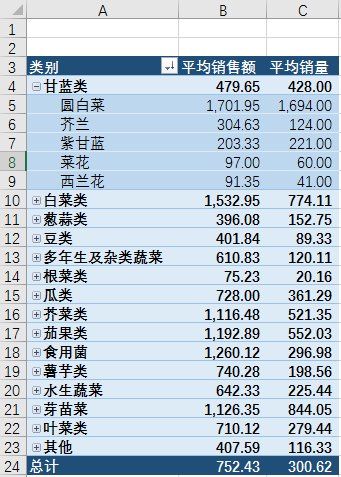 A B C
1
2
3 类别 平均销售额 平均销量
4 甘蓝类 479.65 428.00
5 圆白菜 1,701.95 1,694.00
6 芥兰 304.63 124.00
7 紫甘蓝 203.33 221.00
8 菜花 97.00 60.00
9 西兰花 91.35 41.00
10 白菜类 1,532.95 774.11
11 葱蒜类 396.08 152.75
12 豆类 401.84 89.33
13 多年生及杂类蔬菜 610.83 120.11
14 根菜类 75.23 20.16
15 瓜类 728.00 361.29
16 芥菜类 1,116.48 521.35
17 茄果类 1,192.89 552.03
18 食用菌 1,260.12 296.98
19 薯芋类 740.28 198.56
20 水生蔬菜 642.33 225.44
21 芽苗菜 1,126.35 844.05
22 叶菜类 710.12 279.44
23 其他 407.59 116.33
24 总计 752.43 300.62